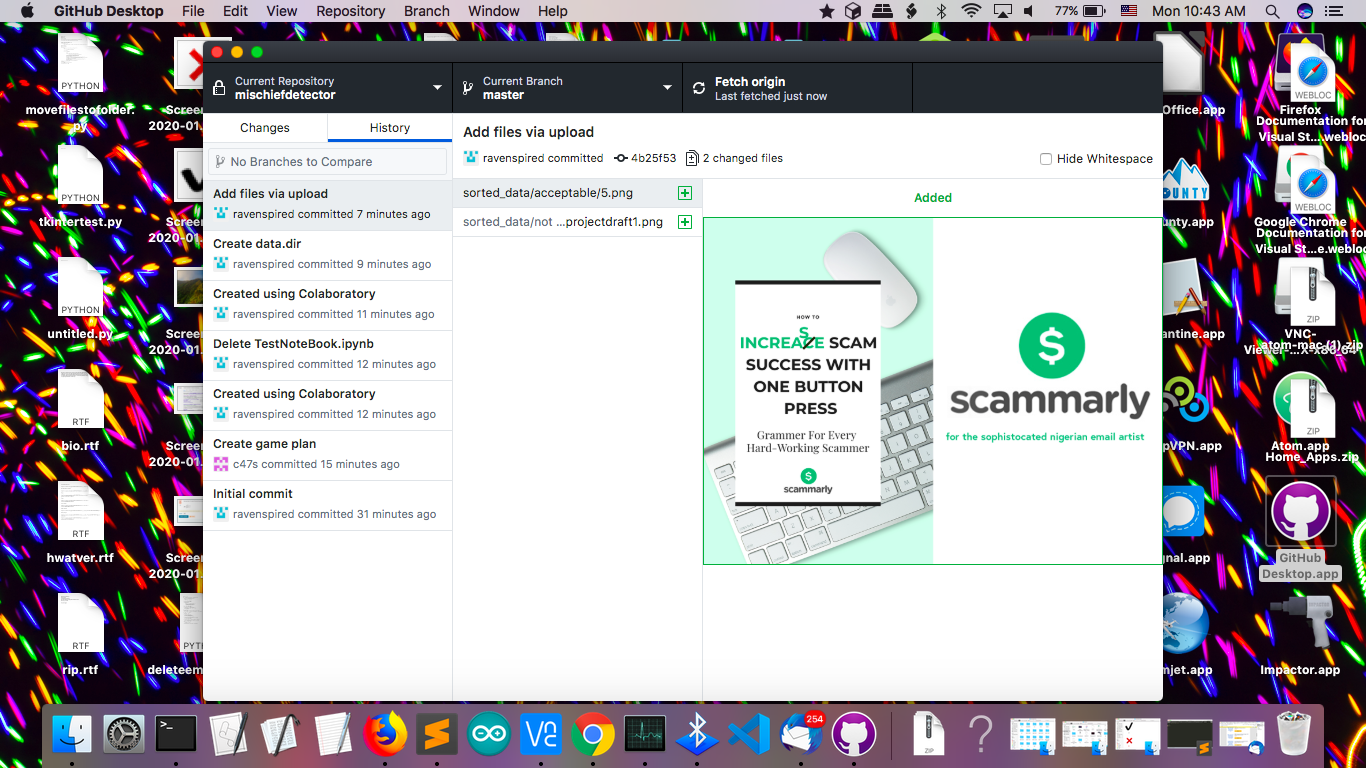 GitHub Desktop File Edit View Repository Branch Window Help 77% Mon 10:43 AM
Current Repository
mischiefdetector
Current Branch
master
Fetch origin
Last fetched just now
Changes
History
No Branches to Compare
Add files via upload
ravenspired committed 7 minutes ago
Create data.dir
ravenspired committed 9 minutes ago
Created using Colaboratory
ravenspired committed 11 minutes ago
Delete TestNoteBook.ipynb
ravenspired committed 12 minutes ago
Created using Colaboratory
ravenspired committed 12 minutes ago
Create game plan
c47s committed 15 minutes ago
Initial commit
ravenspired committed 31 minutes ago
Add files via upload
ravenspired committed 4b25f53 2 changed files
Hide Whitespace
sorted_data/acceptable/5.png
sorted_data/not ...projectdraft1.png
Added
HOW TO
S
INCREAZE SCAM
SUCCESS WITH
ONE BUTTON
PRESS
Grammer For Every
Hard-Working Scammer
scammarly
$
scammarly
for the sophistocated nigerian email artist
PYTHON
movefilestofolder.
py
PYTHON
tkintertest.py
PYTHON
untitled.py
RTF
bio.rtf
RTF
hwatver.rtf
RTF
rip.rtf
Screen
2020-01.
Screen
2020-01.
Screen
2020-01.
Screen
2020-01.
Screen
2020-01.
PYT
deleteem
Office.app
unty.app
antine.app
pVPN.app
gnal.app
mjet.app
WEBLOC
Firefox
Documentation for
Visual St...webloc
WEBLOC
Google Chrome
Documentation for
Visual St...e.webloc
ZIP
VNC-
atom-mac (1).zip
ZIP
Atom.app
Home_Apps.zip
GitHub
Desktop.app
Impactor.app
254
ZIP